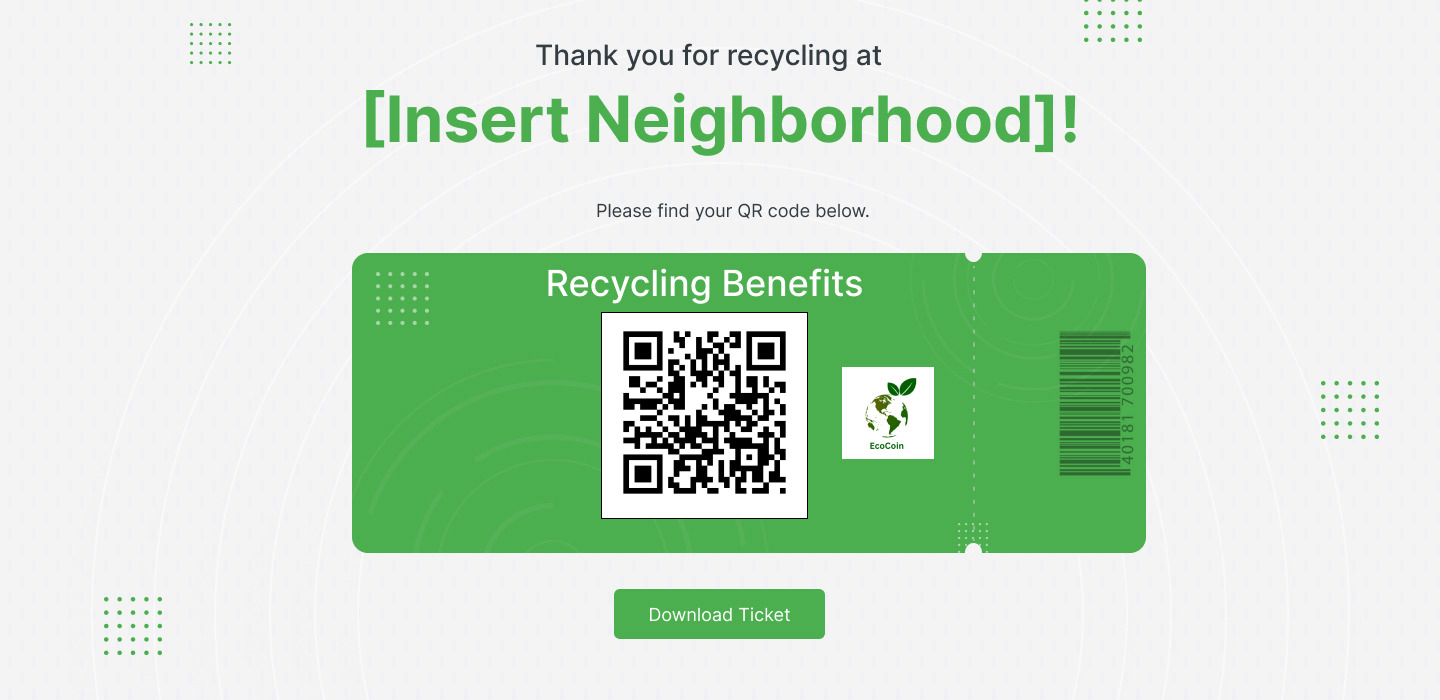 Thank you for recycling at
[Insert Neighborhood]!
Please find your QR code below.
Recycling Benefits
EcoCoin
40181 700982
Download Ticket